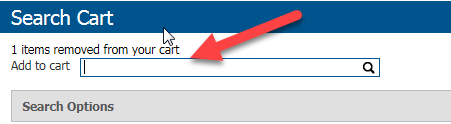 Search Cart
1 items removed from your cart
Add to cart
Search Options